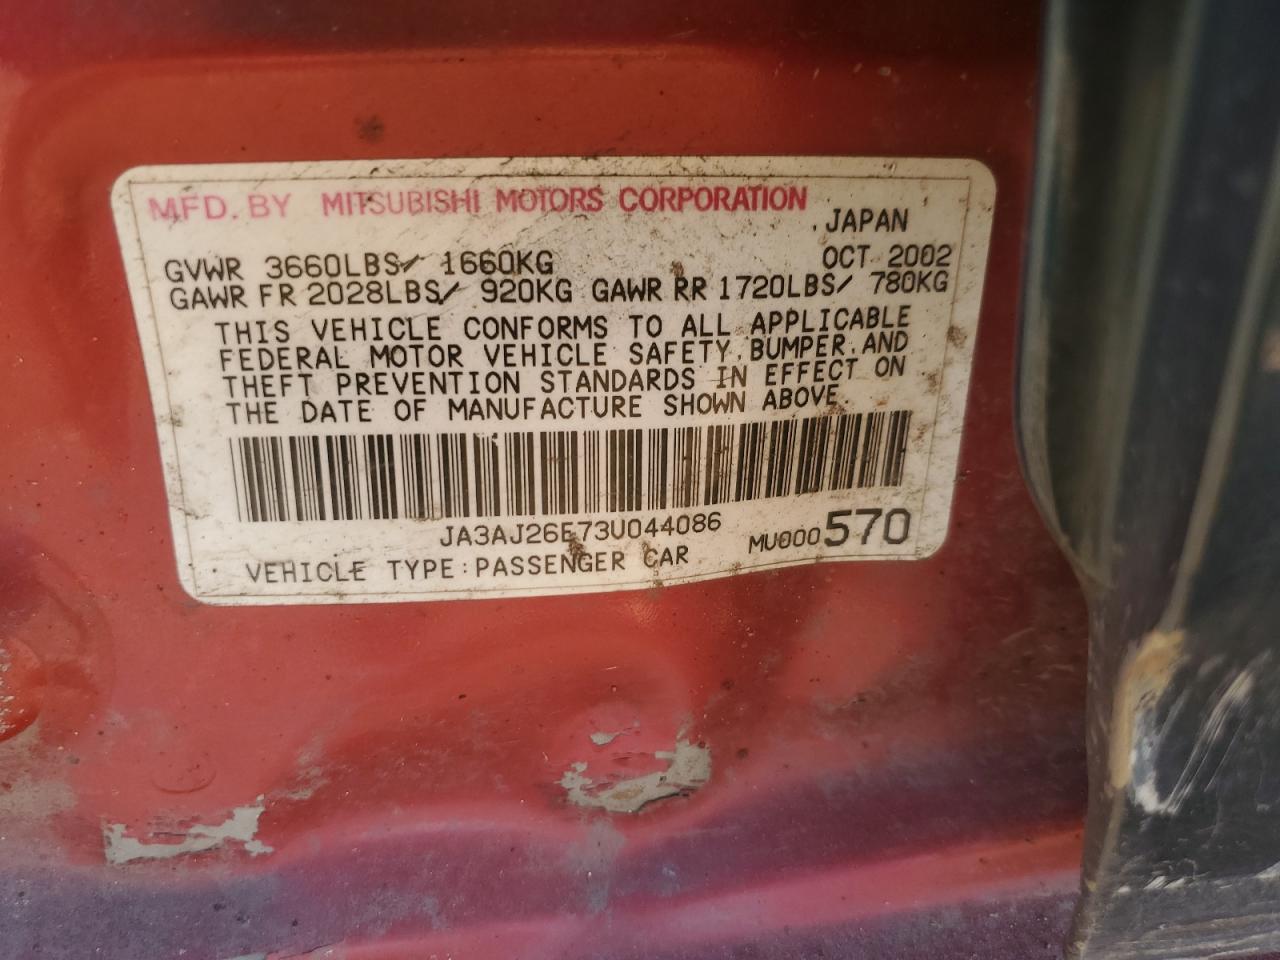 MFD. BY MITSUBISHI MOTORS CORPORATION
JAPAN
GVWR 3660LBS/ 1660KG OCT 2002
GAWR FR 2028LBS/ 920KG GAWR RR 1720LBS/ 780KG
THIS VEHICLE CONFORMS TO ALL APPLICABLE
FEDERAL MOTOR VEHICLE SAFETY, BUMPER, AND
THEFT PREVENTION STANDARDS IN EFFECT ON
THE DATE OF MANUFACTURE SHOWN ABOVE.
JA3AJ26E73U044086
MU000570
VEHICLE TYPE: PASSENGER CAR